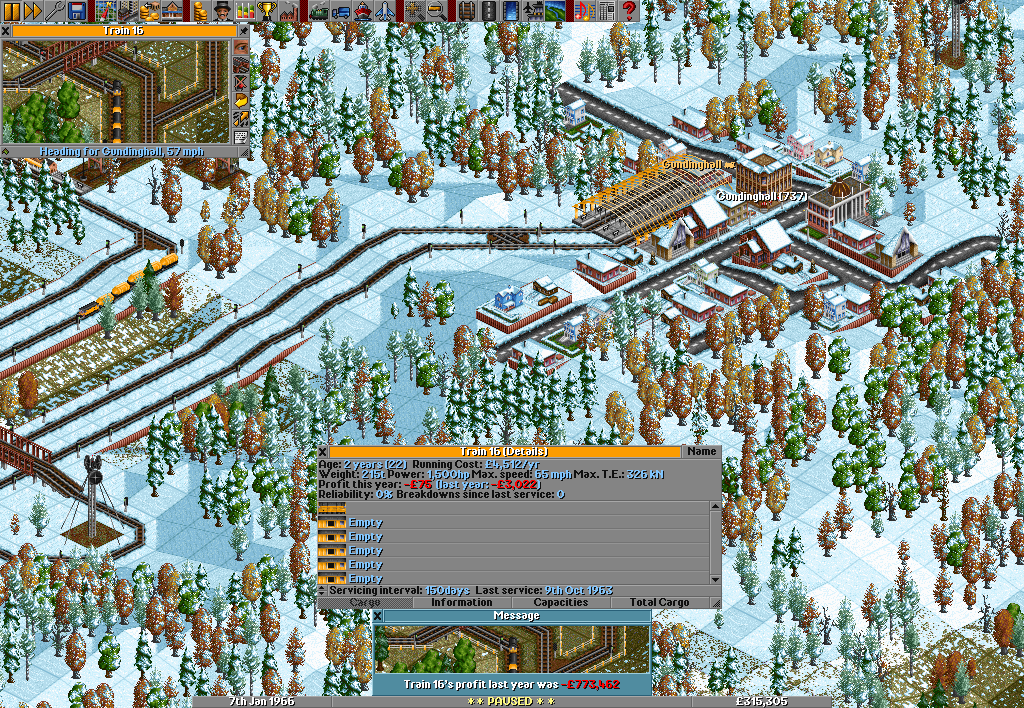 Train 16
Heading for Gundinghall, 57 mph
Gundinghall
Gundinghall (737)
Train 16 (Details)
Name
Age: 2 years (22) Running Cost: £4,512/yr
Weight: 215t Power: 1,500hp Max. speed: 65 mph Max. T.E.: 326 kN
Profit this year: -£75 (last year: -£3,022)
Reliability: 0% Breakdowns since last service: 0
Empty
Empty
Empty
Empty
Empty
Servicing interval: 150days Last service: 9th Oct 1963
Cargo Information Capacities Total Cargo
Message
Train 16's profit last year was -£773,462
7th Jan 1966
* * PAUSED * *
£315,305